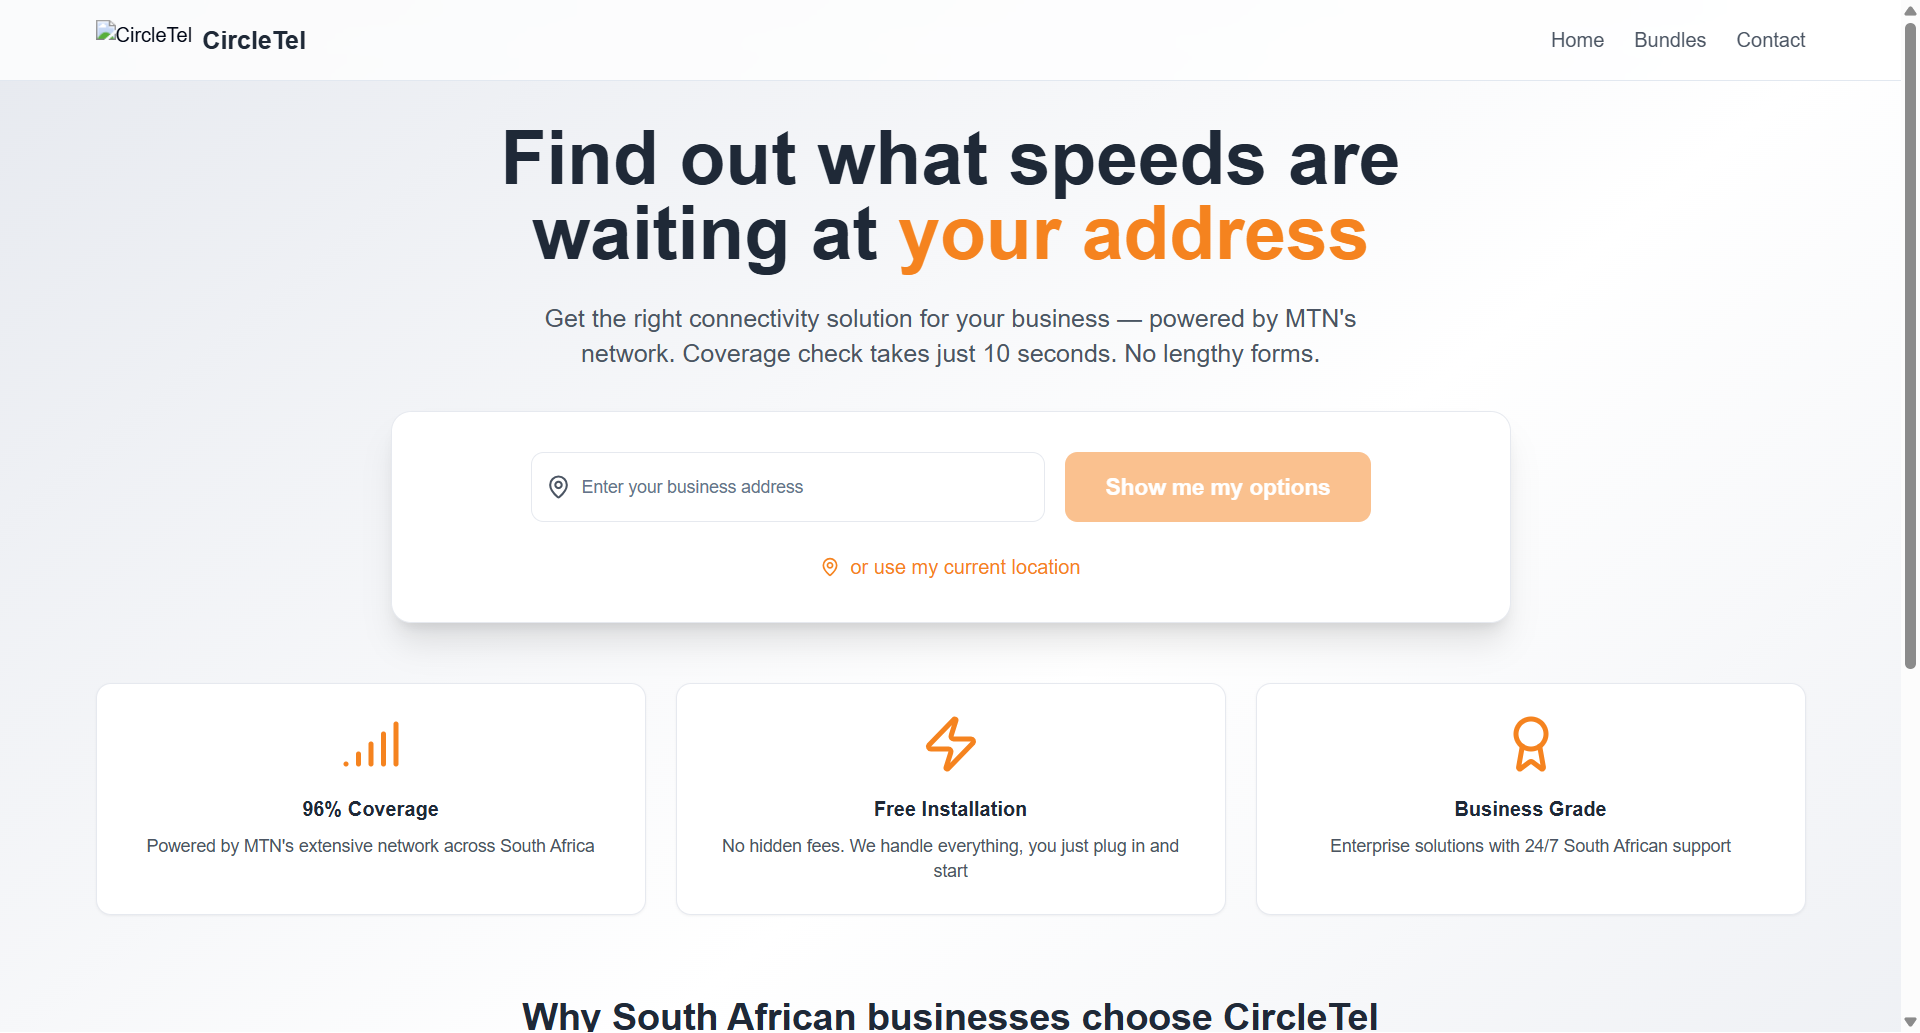 CircleTel CircleTel
Home Bundles Contact
Find out what speeds are
waiting at your address
Get the right connectivity solution for your business — powered by MTN's
network. Coverage check takes just 10 seconds. No lengthy forms.
Enter your business address
Show me my options
or use my current location
96% Coverage
Powered by MTN's extensive network across South Africa
Free Installation
No hidden fees. We handle everything, you just plug in and
start
Business Grade
Enterprise solutions with 24/7 South African support
Why South African businesses choose CircleTel